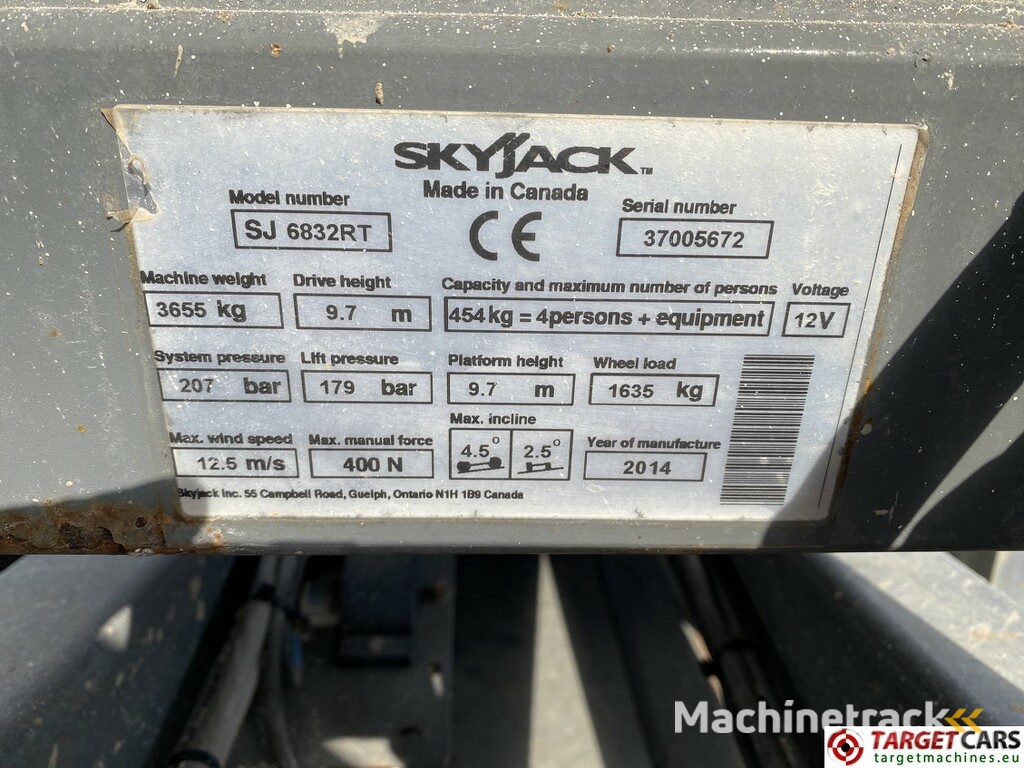 SKYJACK™
Made in Canada
Model number
SJ 6832RT
CE
Serial number
37005672
Machine weight Drive height Capacity and maximum number of persons Voltage
3655 kg 9.7 m 454kg = 4persons + equipment 12V
System pressure Lift pressure Platform height Wheel load
207 bar 179 bar 9.7 m 1635 kg
Max. wind speed Max. manual force Max. incline Year of manufacture
12.5 m/s 400 N 4.5° 2.5° 2014
Skyjack Inc. 55 Campbell Road, Guelph, Ontario N1H 1B9 Canada
Machinetrack
TARGETCARS
targetmachines.eu